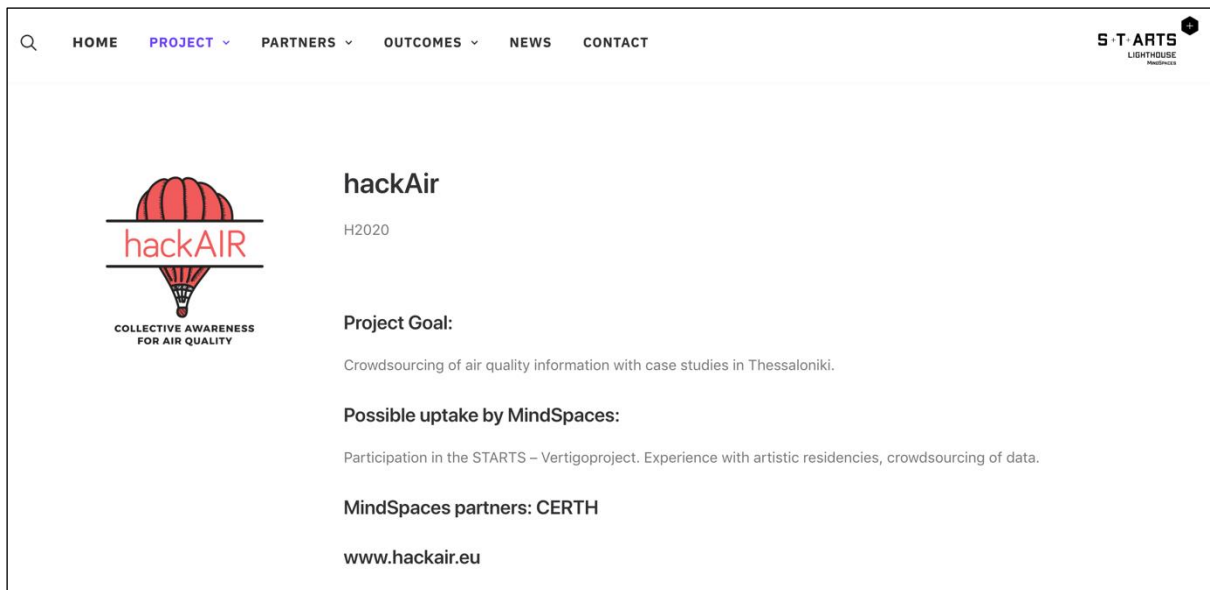 HOME PROJECT PARTNERS OUTCOMES NEWS CONTACT
S+T+ARTS
LIGHTHOUSE
MindSpaces
hackAIR
COLLECTIVE AWARENESS
FOR AIR QUALITY
hackAir
H2020
Project Goal:
Crowdsourcing of air quality information with case studies in Thessaloniki.
Possible uptake by MindSpaces:
Participation in the STARTS – Vertigoproject. Experience with artistic residencies, crowdsourcing of data.
MindSpaces partners: CERTH
www.hackair.eu